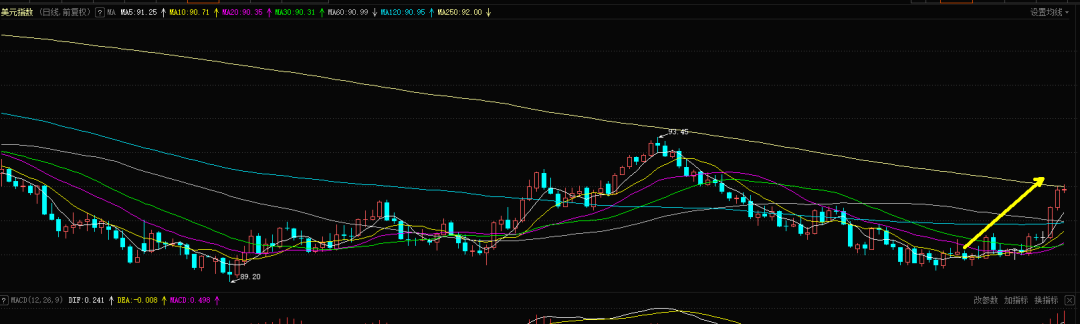 美元指数 (日线.前复权) ? MA MA5:91.25 ↑ MA10:90.71 ↑ MA20:90.35 ↑ MA30:90.31 ↑ MA60:90.99 ↓ MA120:90.95 ↑ MA250:92.00 ↓ 设置均线
93.45
89.20
? MACD(12,26,9) DIF:0.241 ↑ DEA:-0.008 ↑ MACD:0.498 ↑ 改参数 加指标 换指标